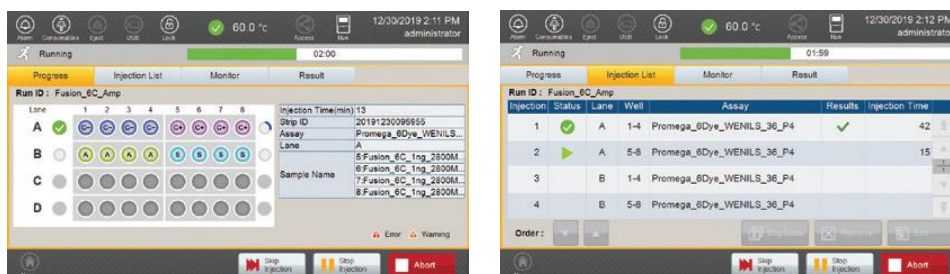 12/30/2019 2:11 PM
60.0 °c
administrator
Alarm Consumables Eject USB Lock Access Run
Running
02:00
Progress Injection List Monitor Result
Run ID : Fusion_6C_Amp
Lane 1 2 3 4 5 6 7 8
A C- C- C- C- C+ C+ C+ C+
B A A A A S S S S
C
D
Injection Time(min) 13
Strip ID 20191230095955
Assay Promega_6Dye_WENILS...
Lane A
Sample Name
5:Fusion_6C_1ng_2800M...
6:Fusion_6C_1ng_2800M...
7:Fusion_6C_1ng_2800M...
8:Fusion_6C_1ng_2800M...
Error Warning
Skip Injection
Stop Injection
Abort
12/30/2019 2:12 PM
60.0 °c
administrator
Alarm Consumables Eject USB Lock Access Run
Running
01:59
Progress Injection List Monitor Result
Run ID : Fusion_6C_Amp
Injection Status Lane Well Assay Results Injection Time
1 A 1-4 Promega_6Dye_WENILS_36_P4 42
2 A 5-8 Promega_6Dye_WENILS_36_P4 15
3 B 1-4 Promega_6Dye_WENILS_36_P4
4 B 5-8 Promega_6Dye_WENILS_36_P4
Order : Duplicate Remove Edit
Skip Injection
Stop Injection
Abort